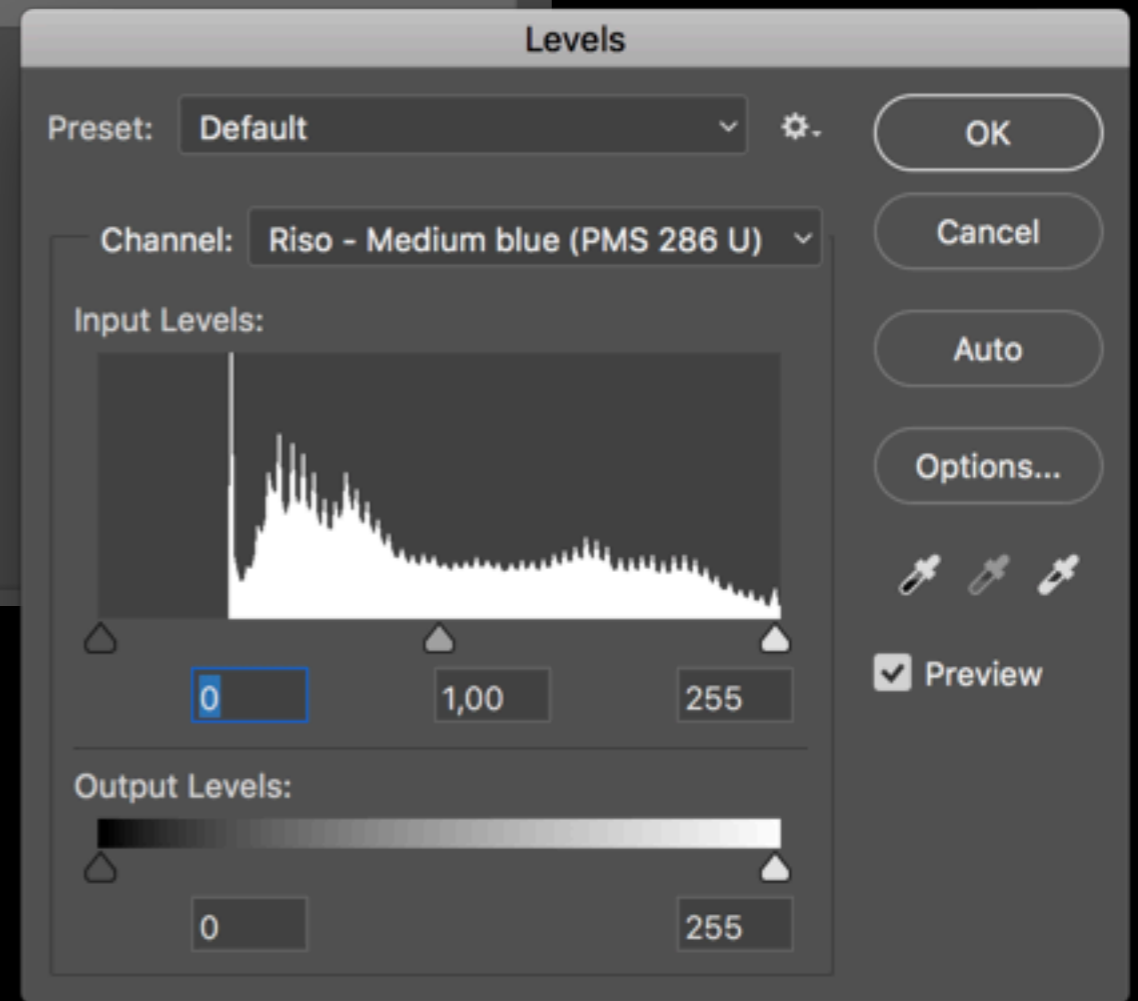 Levels
Preset: Default
OK
Channel: Riso - Medium blue (PMS 286 U)
Cancel
Input Levels:
Auto
Options...
0 1,00 255
Preview
Output Levels:
0 255